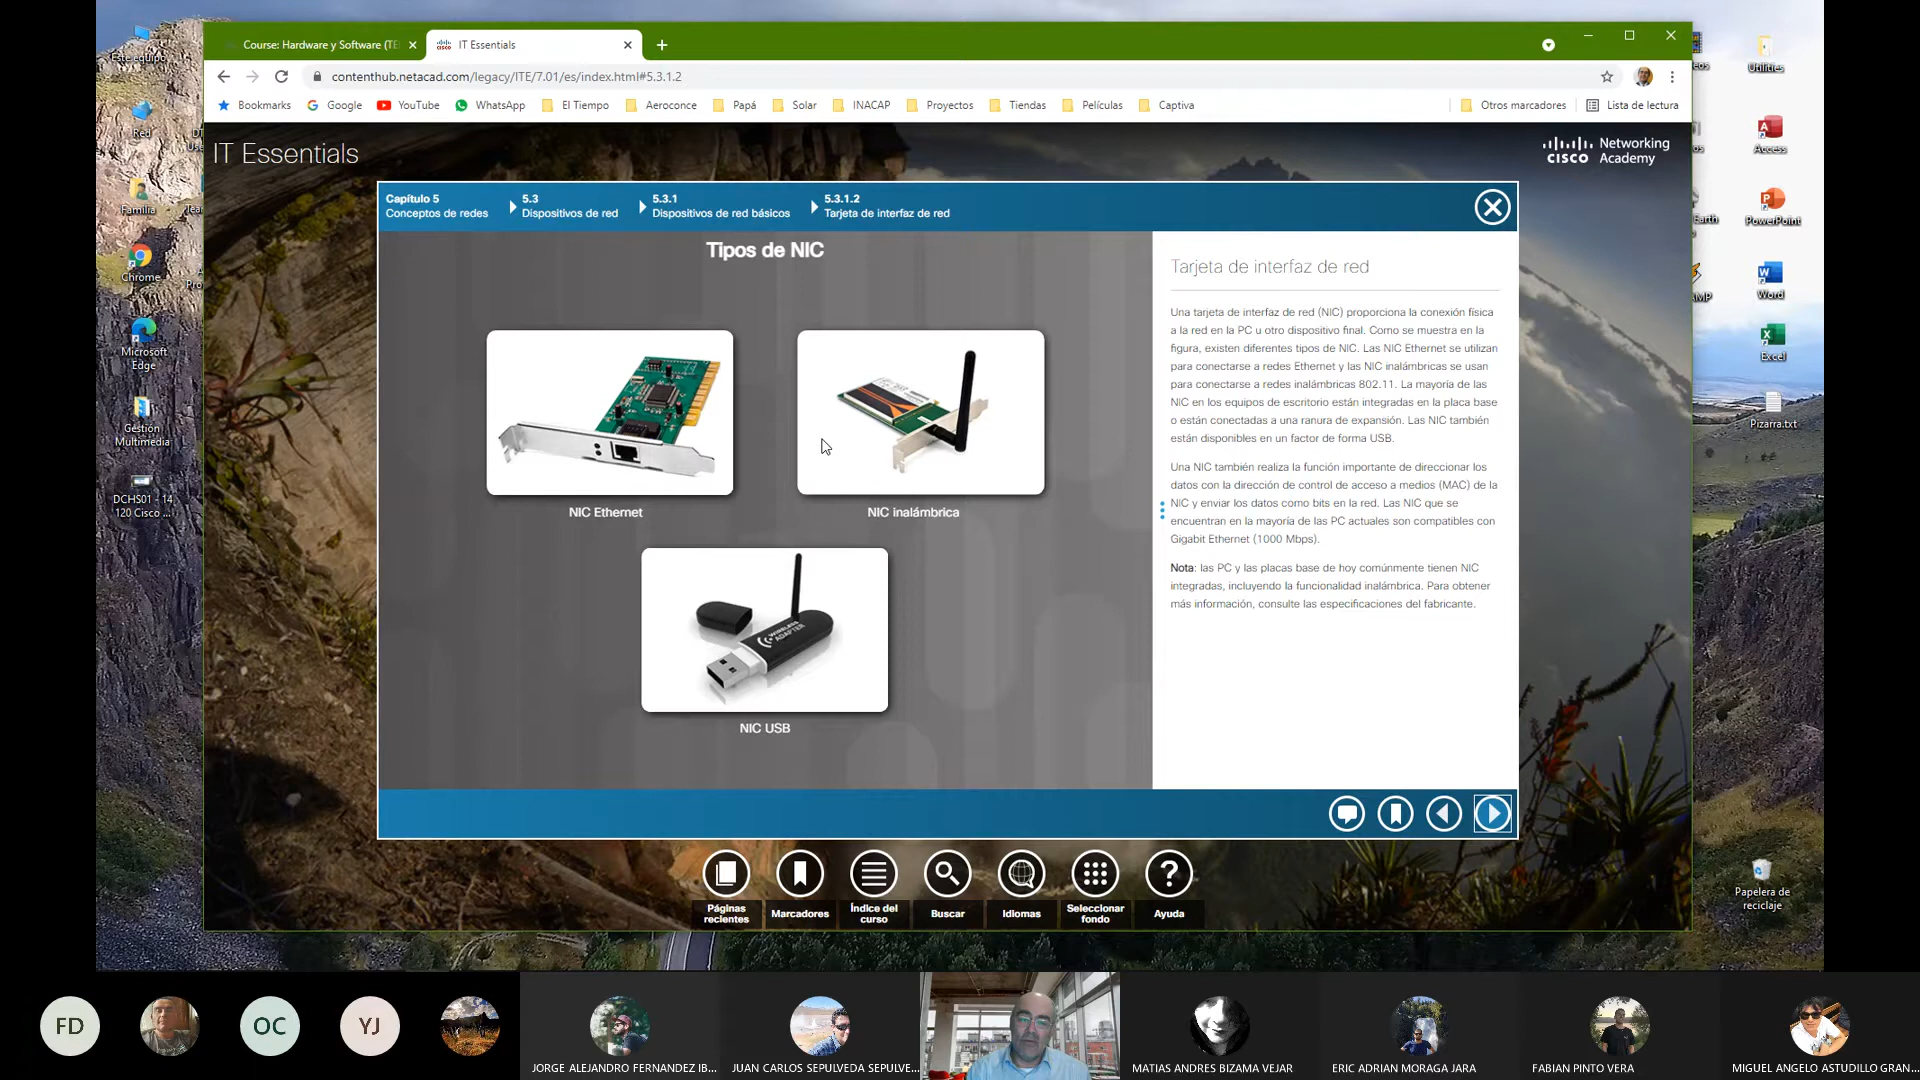 Course: Hardware y Software (TE
IT Essentials
contenthub.netacad.com/legacy/ITE/7.01/es/index.html#5.3.1.2
Bookmarks
Google
YouTube
WhatsApp
El Tiempo
Aeroconce
Papá
Solar
INACAP
Proyectos
Tiendas
Películas
Captiva
Otros marcadores
Lista de lectura
IT Essentials
CISCO
Networking
Academy
Capítulo 5
Conceptos de redes
5.3
Dispositivos de red
5.3.1
Dispositivos de red básicos
5.3.1.2
Tarjeta de interfaz de red
Tipos de NIC
NIC Ethernet
NIC inalámbrica
WIRELESS
ADAPTER
NIC USB
Tarjeta de interfaz de red
Una tarjeta de interfaz de red (NIC) proporciona la conexión física
a la red en la PC u otro dispositivo final. Como se muestra en la
figura, existen diferentes tipos de NIC. Las NIC Ethernet se utilizan
para conectarse a redes Ethernet y las NIC inalámbricas se usan
para conectarse a redes inalámbricas 802.11. La mayoría de las
NIC en los equipos de escritorio están integradas en la placa base
o están conectadas a una ranura de expansión. Las NIC también
están disponibles en un factor de forma USB.
Una NIC también realiza la función importante de direccionar los
datos con la dirección de control de acceso a medios (MAC) de la
NIC y enviar los datos como bits en la red. Las NIC que se
encuentran en la mayoría de las PC actuales son compatibles con
Gigabit Ethernet (1000 Mbps).
Nota: las PC y las placas base de hoy comúnmente tienen NIC
integradas, incluyendo la funcionalidad inalámbrica. Para obtener
más información, consulte las especificaciones del fabricante.
Páginas
recientes
Marcadores
Índice del
curso
Buscar
Idiomas
Seleccionar
fondo
Ayuda
Este equipo
Red
Familia
Chrome
Microsoft
Edge
Gestión
Multimedia
DCHS01 - 14
120 Cisco ...
Utilities
Access
PowerPoint
Word
Excel
Pizarra.txt
Papelera de
reciclaje
FD
OC
YJ
JORGE ALEJANDRO FERNANDEZ IB...
JUAN CARLOS SEPULVEDA SEPULVE...
MATIAS ANDRES BIZAMA VEJAR
ERIC ADRIAN MORAGA JARA
FABIAN PINTO VERA
MIGUEL ANGELO ASTUDILLO GRAN...